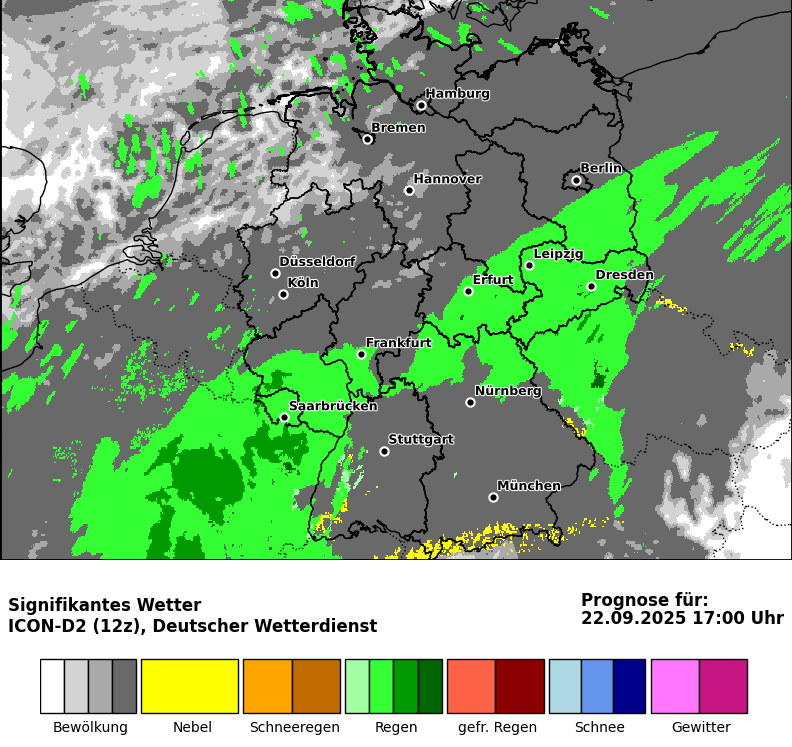 Hamburg
Bremen
Berlin
Hannover
Leipzig
Düsseldorf
Dresden
Erfurt
Köln
Frankfurt
Nürnberg
Saarbrücken
Stuttgart
München
Signifikantes Wetter
ICON-D2 (12z), Deutscher Wetterdienst
Prognose für:
22.09.2025 17:00 Uhr
Bewölkung
Nebel
Schneeregen
Regen
gefr. Regen
Schnee
Gewitter